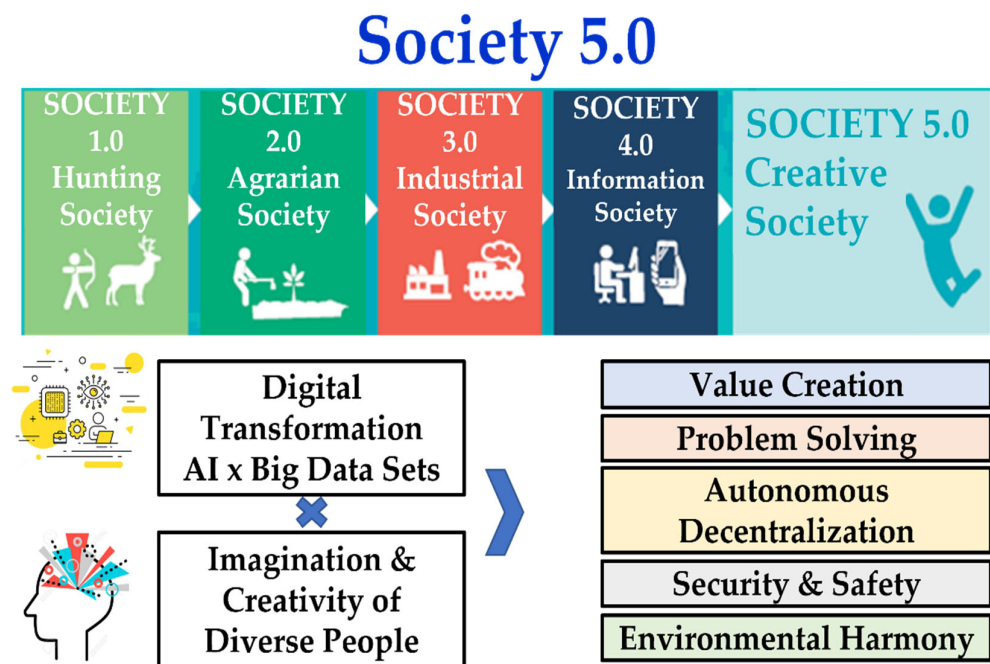 Society 5.0
SOCIETY
1.0
Hunting
Society
SOCIETY
2.0
Agrarian
Society
SOCIETY
3.0
Industrial
Society
SOCIETY
4.0
Information
Society
SOCIETY 5.0
Creative
Society
Digital
Transformation
AI x Big Data Sets
Imagination &
Creativity of
Diverse People
Value Creation
Problem Solving
Autonomous
Decentralization
Security & Safety
Environmental Harmony